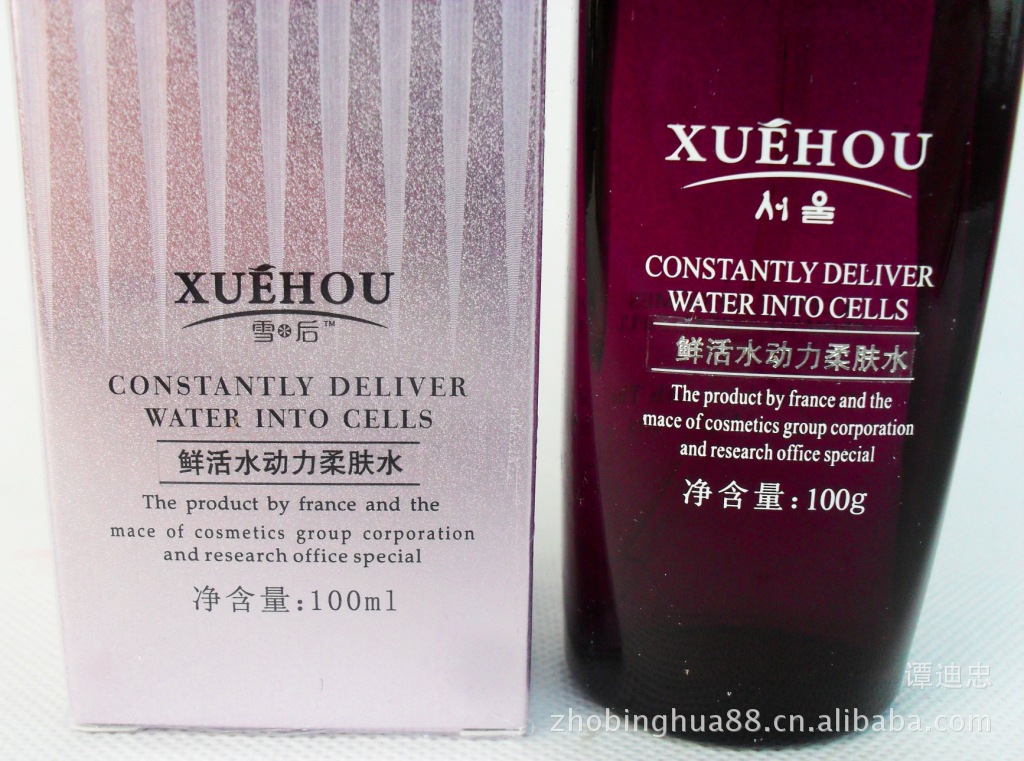 XUÉHOU
雪后™
CONSTANTLY DELIVER
WATER INTO CELLS
鲜活水动力柔肤水
The product by france and the
mace of cosmetics group corporation
and research office special
净含量:100ml
XUÉHOU
서울
CONSTANTLY DELIVER
WATER INTO CELLS
鲜活水动力柔肤水
The product by france and the
mace of cosmetics group corporation
and research office special
净含量:100g
谭迪忠
zhobinghua88.cn.alibaba.com